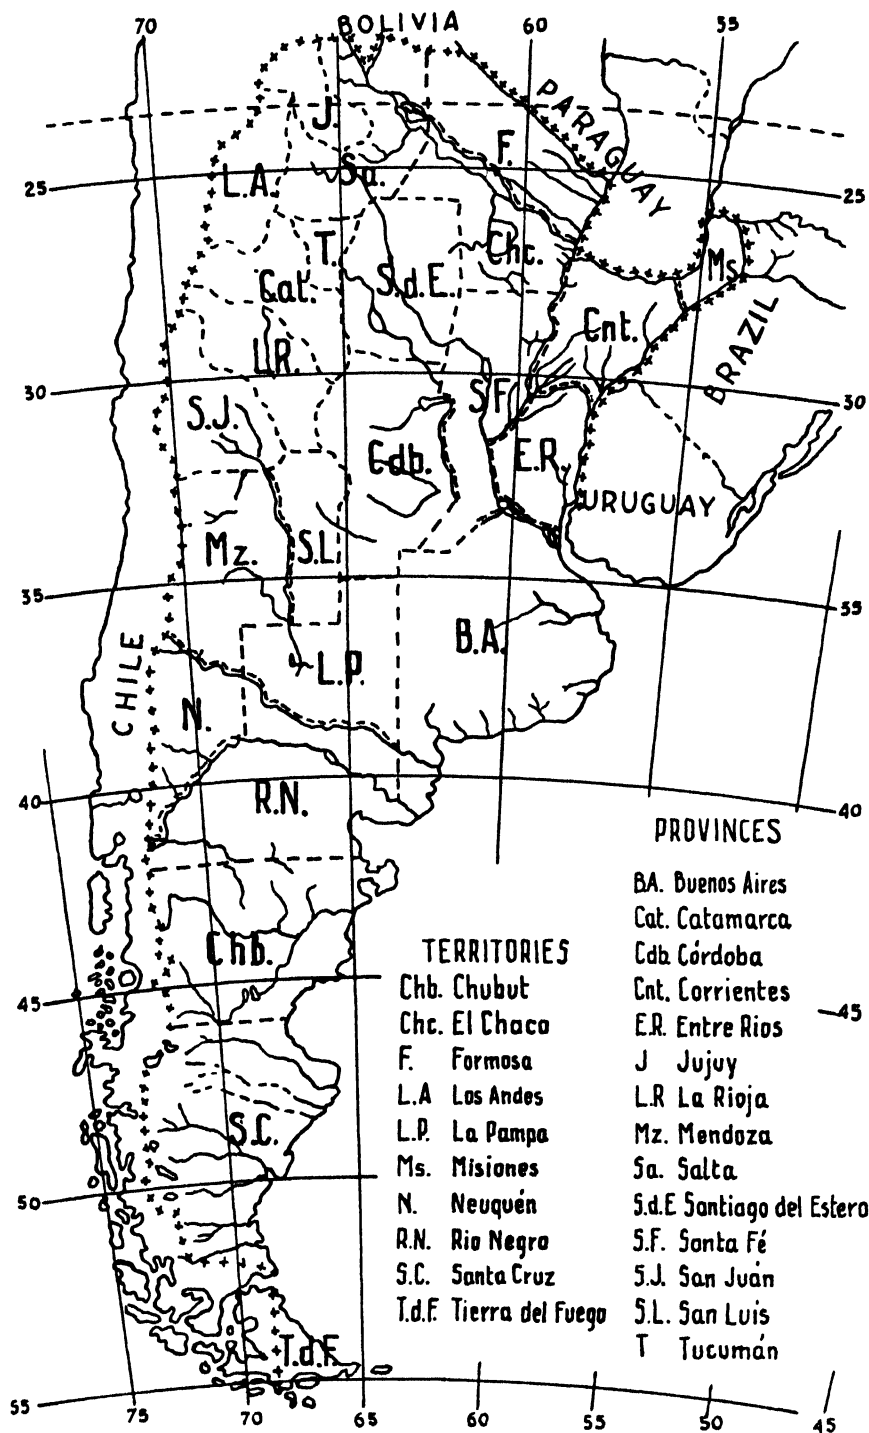 70 BOLIVIA 60 55
PARAGUAY
J.
F.
L.A. Sa.
25 25
T. Chc. Ms.
Cat. S.d.E.
Cnt. BRAZIL
L.R.
30 S.F. 30
S.J.
Cdb. E.R.
URUGUAY
Mz. S.L.
35 35
B.A.
CHILE L.P.
N.
40 R.N. 40
PROVINCES
B.A. Buenos Aires
Cat. Catamarca
Cdb. Córdoba
Cnt. Corrientes
E.R. Entre Rios
J Jujuy
L.R La Rioja
Mz. Mendoza
Sa. Salta
S.d.E Santiago del Estero
S.F. Santa Fé
S.J. San Juán
S.L. San Luis
T Tucumán
TERRITORIES
Chb. Chubut
Chc. El Chaco
F. Formosa
L.A Los Andes
L.P. La Pampa
Ms. Misiones
N. Neuquén
R.N. Rio Negro
S.C. Santa Cruz
T.d.F. Tierra del Fuego
Chb.
45 45
S.C.
50
T.d.F.
55 75 70 65 60 55 50 45